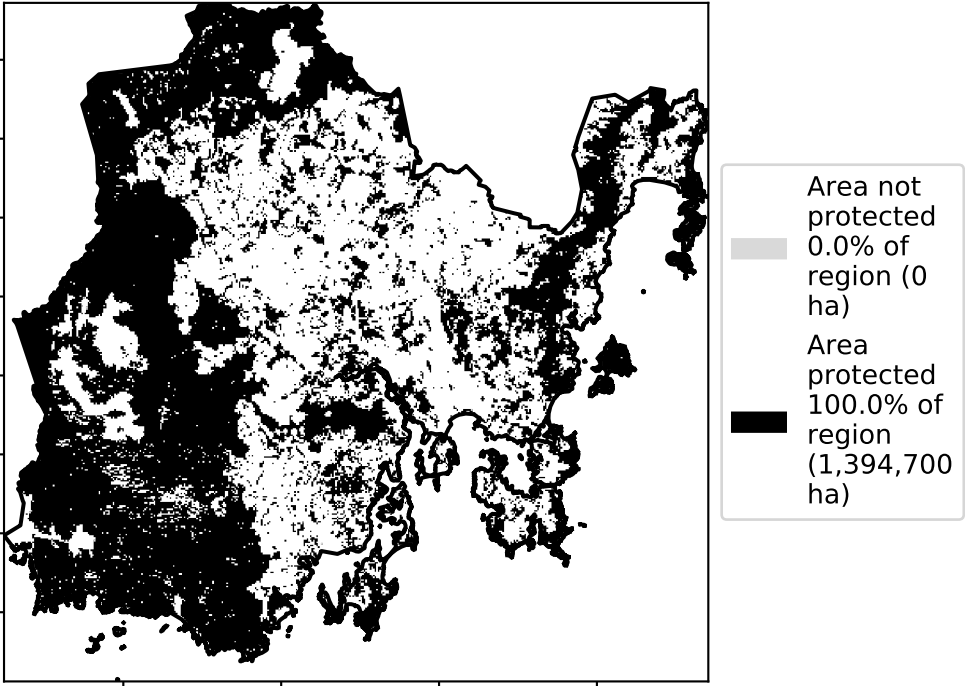 Area not
protected
0.0% of
region (0
ha)
Area
protected
100.0% of
region
(1,394,700
ha)